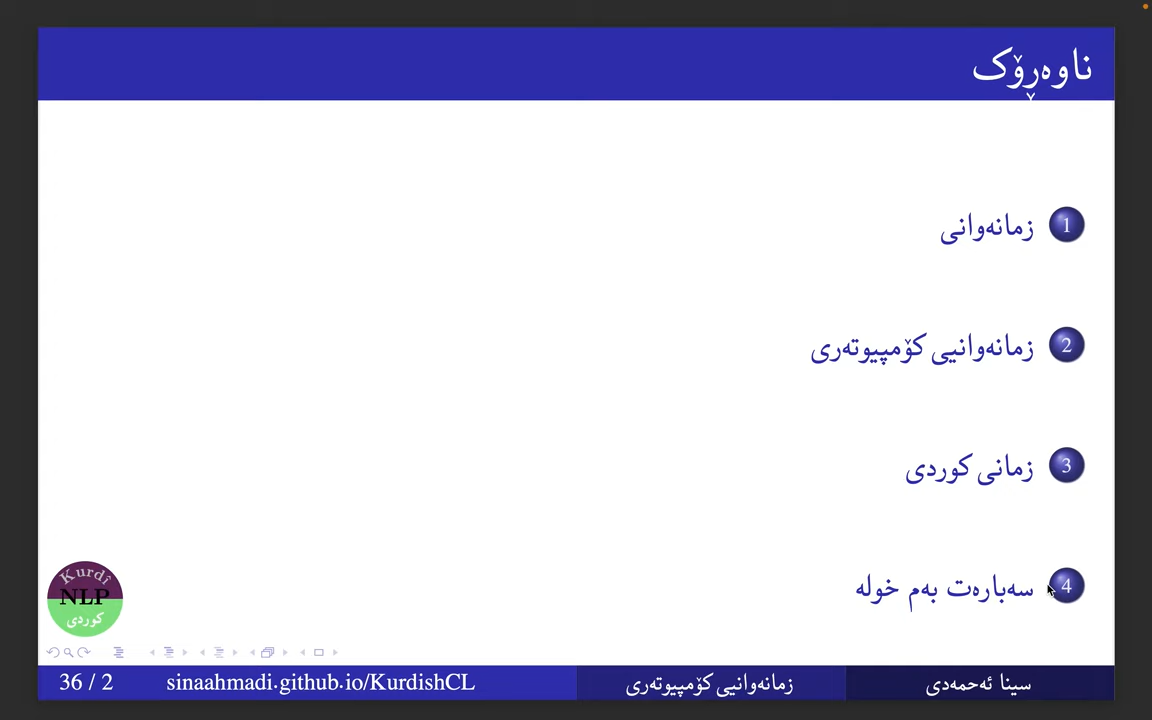 ناوەڕۆک
1 زمانەوانی
2 زمانەوانیی کۆمپیوتەری
3 زمانی کوردی
4 سەبارەت بەم خولە
Kurdî
NLP
کوردی
سینا ئەحمەدی
زمانەوانیی کۆمپیوتەری
sinaahmadi.github.io/KurdishCL
36 / 2